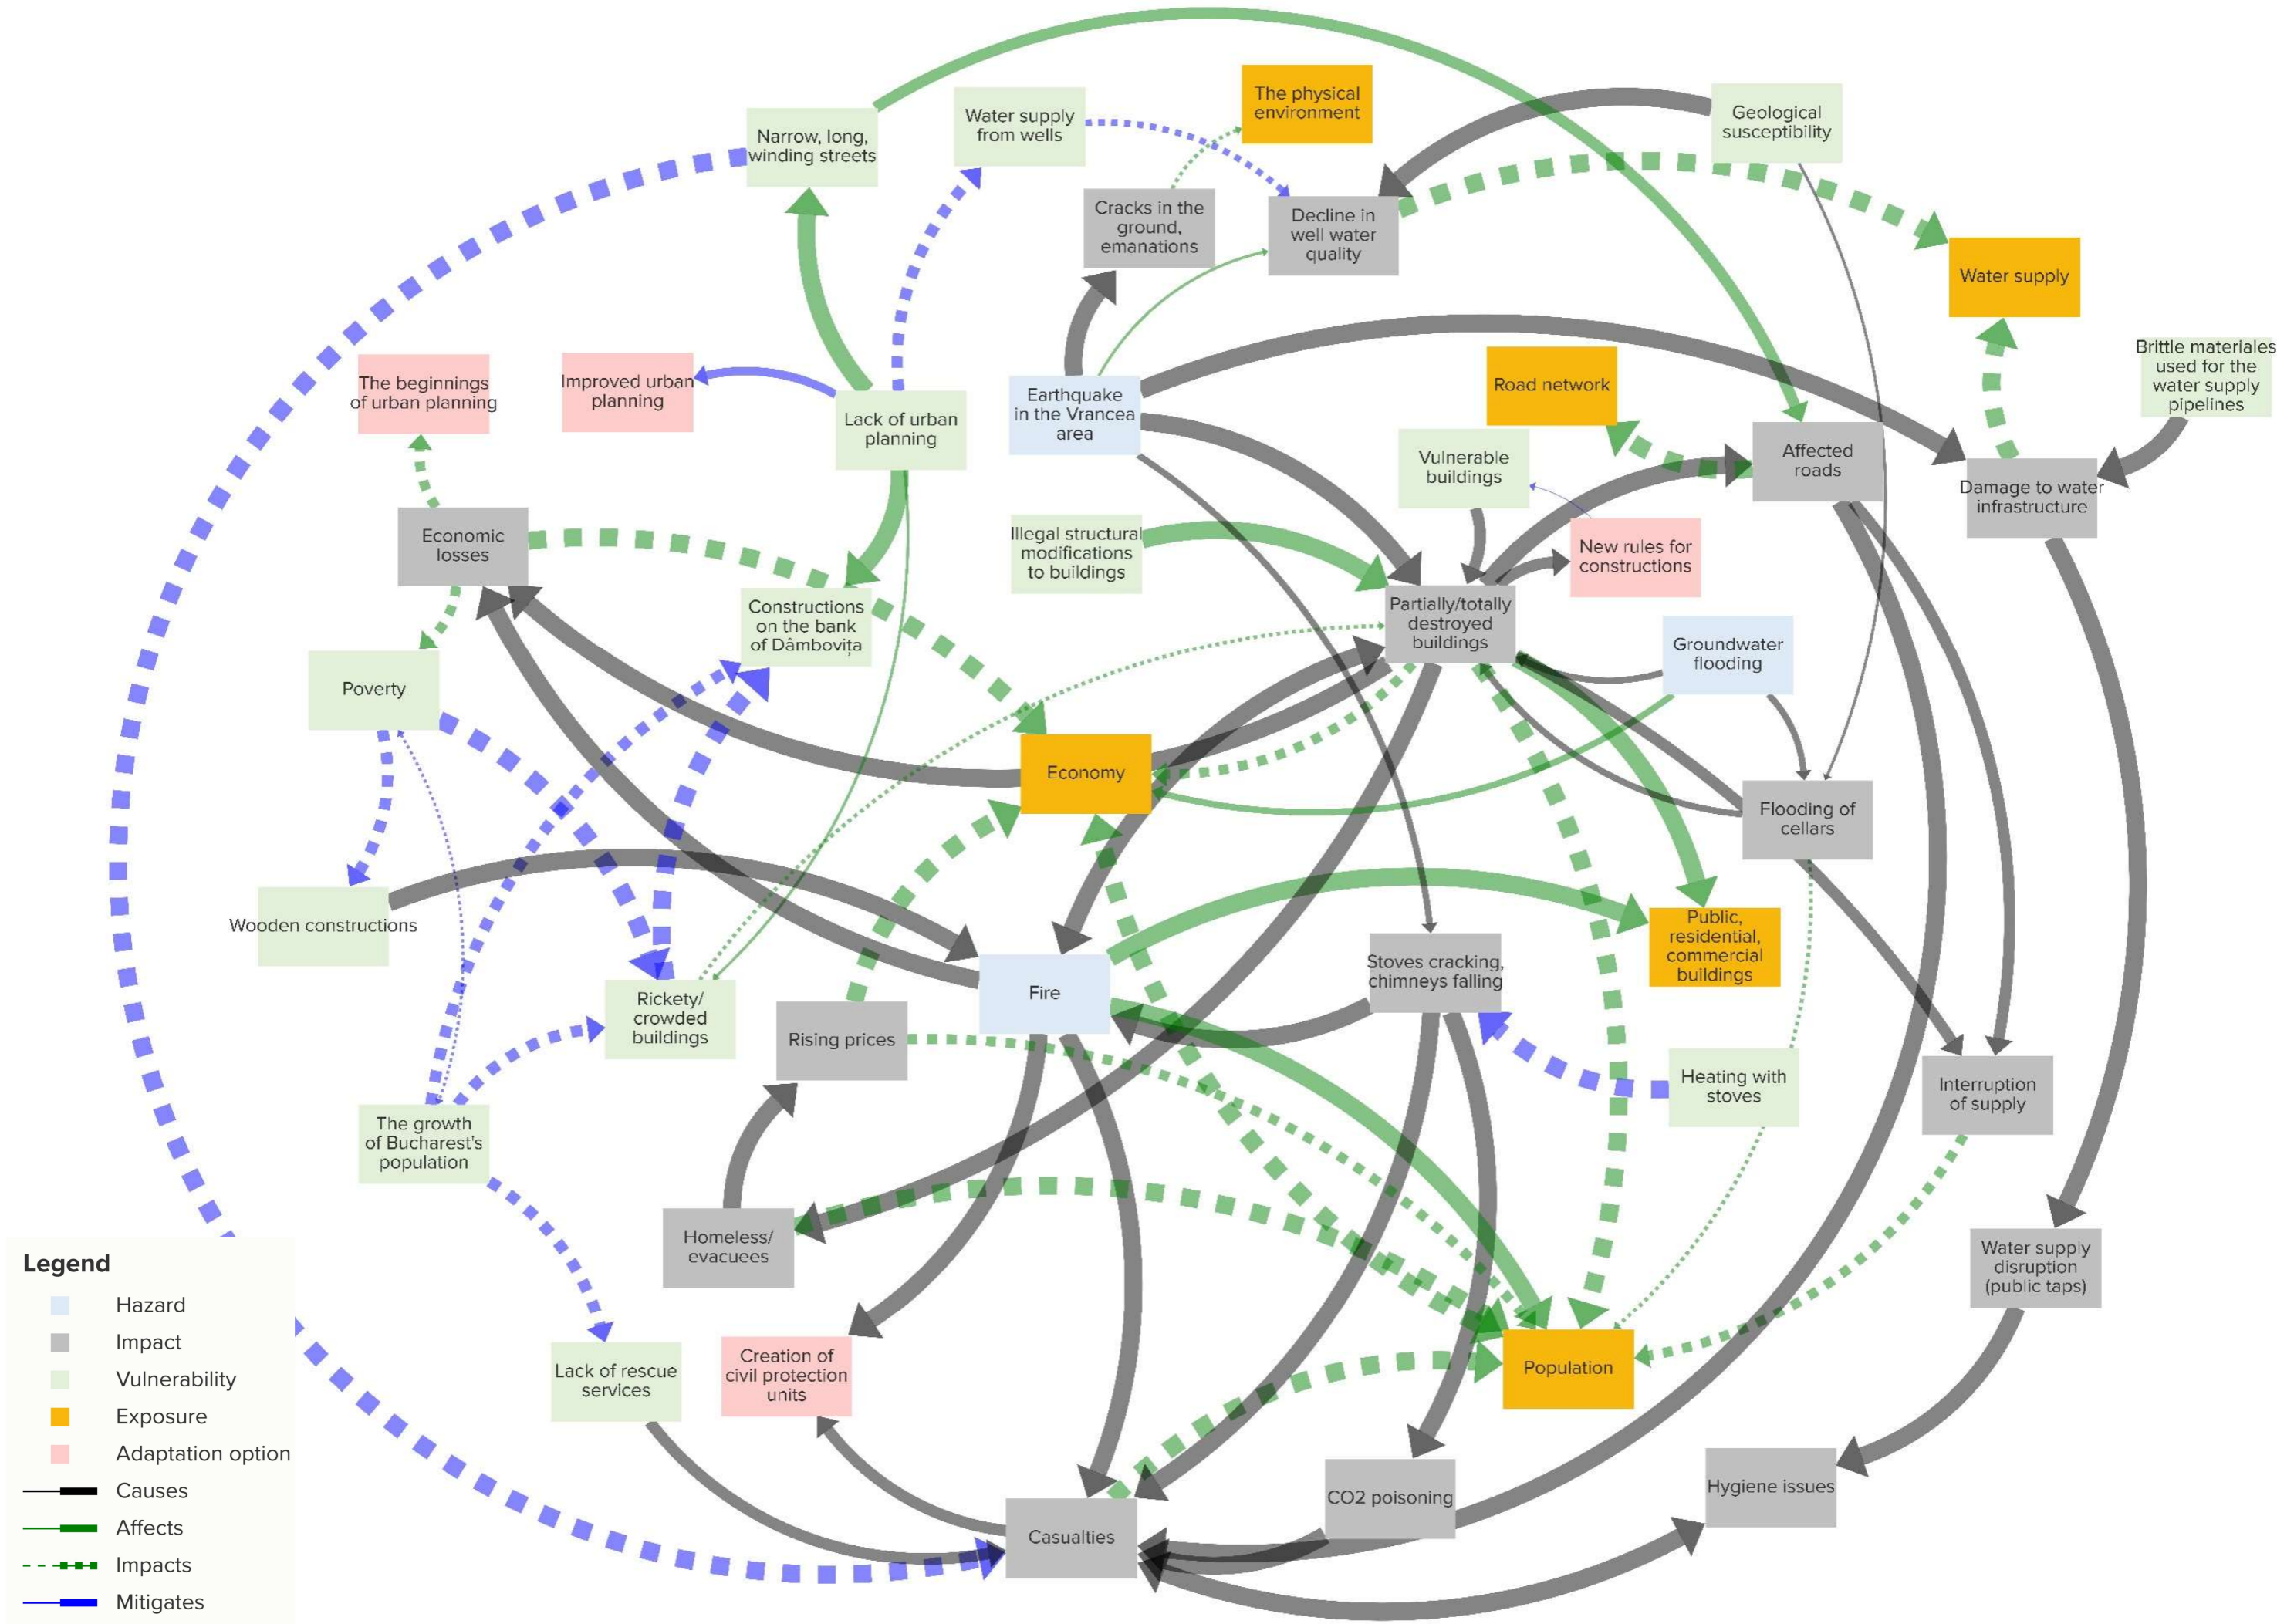 The physical
environment
Geological
susceptibility
Water supply
from wells
Narrow, long,
winding streets
Cracks in the
ground,
emanations
Decline in
well water
quality
Water supply
Brittle materiales
used for the
water supply
pipelines
The beginnings
of urban planning
Improved urban
planning
Lack of urban
planning
Earthquake
in the Vrancea
area
Road network
Vulnerable
buildings
Affected
roads
Damage to water
infrastructure
Economic
losses
Illegal structural
modifications
to buildings
New rules for
constructions
Constructions
on the bank
of Dâmbovița
Partially/totally
destroyed
buildings
Groundwater
flooding
Poverty
Economy
Flooding of
cellars
Wooden constructions
Public,
residential,
commercial
buildings
Rickety/
crowded
buildings
Rising prices
Fire
Stoves cracking,
chimneys falling
Heating with
stoves
Interruption
of supply
The growth
of Bucharest's
population
Homeless/
evacuees
Water supply
disruption
(public taps)
Lack of rescue
services
Creation of
civil protection
units
Population
Casualties
CO2 poisoning
Hygiene issues
Legend
Hazard
Impact
Vulnerability
Exposure
Adaptation option
Causes
Affects
Impacts
Mitigates